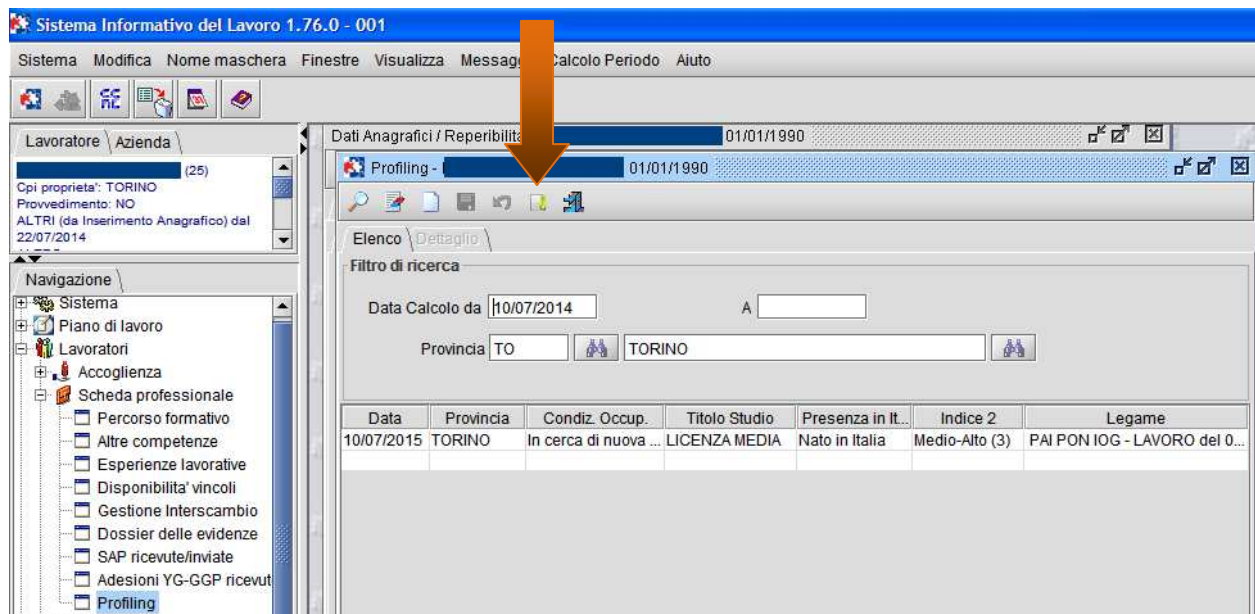 Sistema Informativo del Lavoro 1.76.0 - 001
Sistema Modifica Nome maschera Finestre Visualizza Messagg Calcolo Periodo Aiuto
Lavoratore Azienda
(25)
Cpi proprieta': TORINO
Provvedimento: NO
ALTRI (da Inserimento Anagrafico) dal
22/07/2014
Navigazione
Sistema
Piano di lavoro
Lavoratori
Accoglienza
Scheda professionale
Percorso formativo
Altre competenze
Esperienze lavorative
Disponibilita' vincoli
Gestione Interscambio
Dossier delle evidenze
SAP ricevute/inviate
Adesioni YG-GGP ricevut
Profiling
Dati Anagrafici / Reperibilita 01/01/1990
Profiling - 01/01/1990
Elenco Dettaglio
Filtro di ricerca
Data Calcolo da 10/07/2014 A
Provincia TO TORINO
Data Provincia Condiz. Occup. Titolo Studio Presenza in It... Indice 2 Legame
10/07/2015 TORINO In cerca di nuova ... LICENZA MEDIA Nato in Italia Medio-Alto (3) PAI PON IOG - LAVORO del 0...